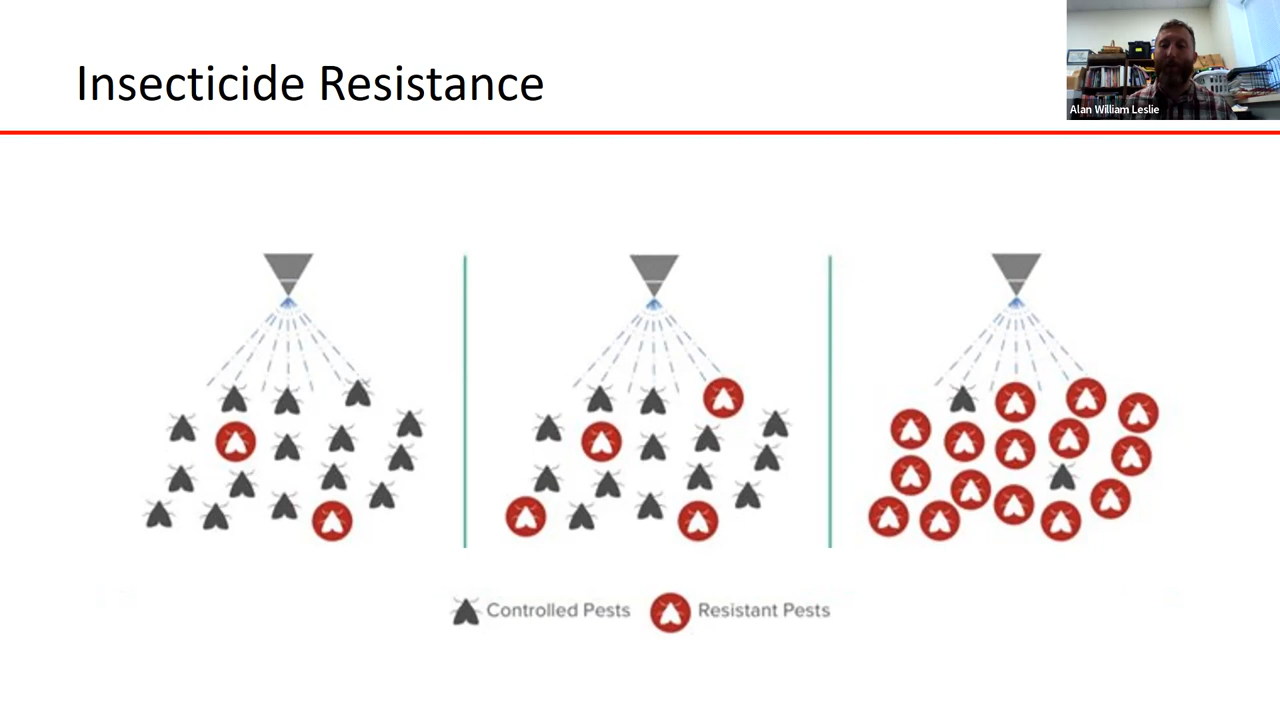 Insecticide Resistance
Alan William Leslie
Controlled Pests
Resistant Pests